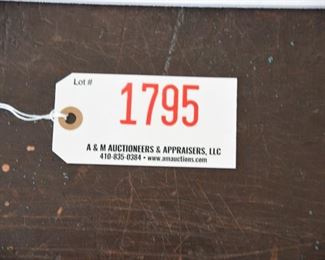 Lot #
1795
A & M AUCTIONEERS & APPRAISERS, LLC
410-835-0384 • www.amauctions.com